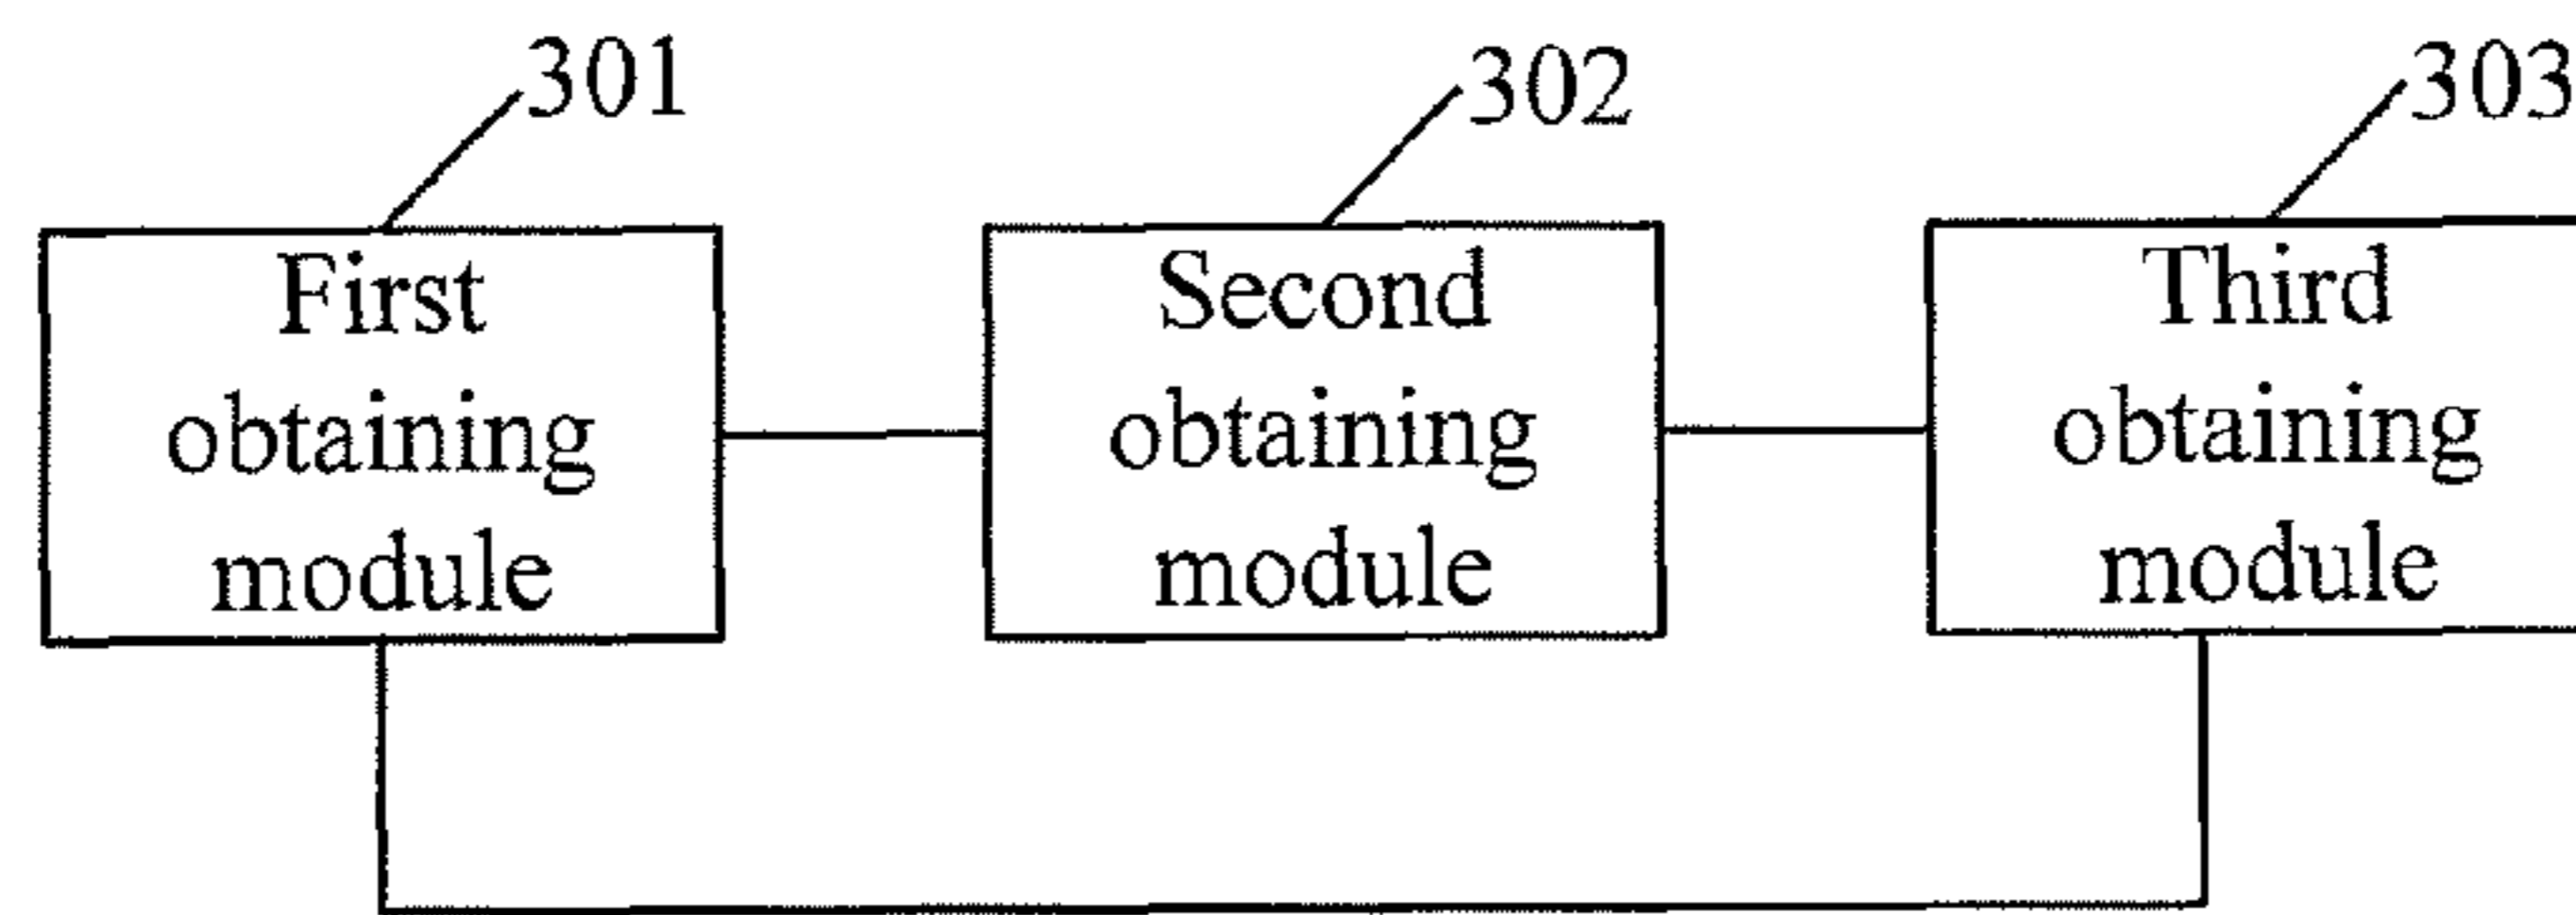 301
302
303
First
obtaining
module
Second
obtaining
module
Third
obtaining
module